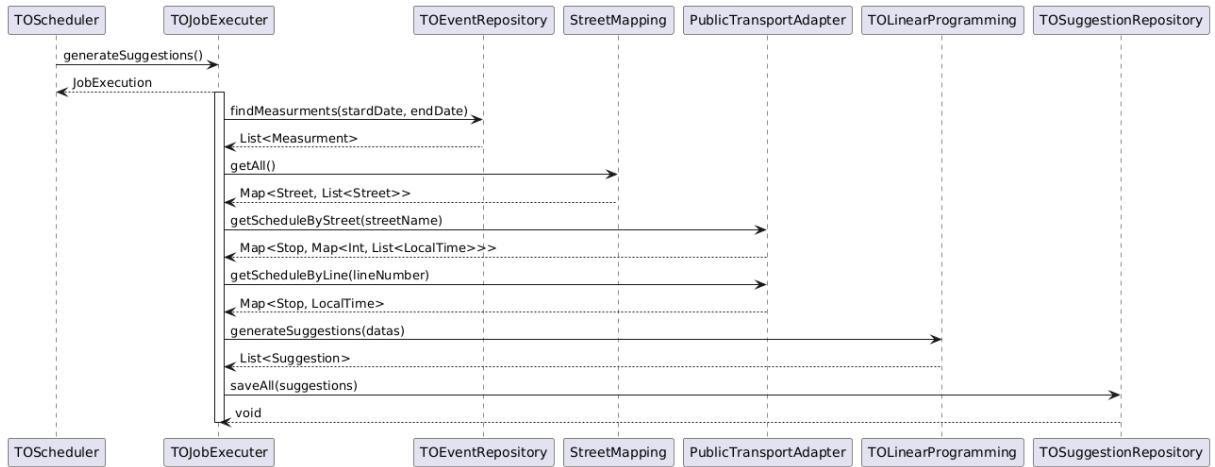 TOScheduler TOJobExecuter TOEventRepository StreetMapping PublicTransportAdapter TOLinearProgramming TOSuggestionRepository
generateSuggestions()
JobExecution
findMeasurments(stardDate, endDate)
List<Measurment>
getAll()
Map<Street, List<Street>>
getScheduleByStreet(streetName)
Map<Stop, Map<Int, List<LocalTime>>>
getScheduleByLine(lineNumber)
Map<Stop, LocalTime>
generateSuggestions(datas)
List<Suggestion>
saveAll(suggestions)
void
TOScheduler TOJobExecuter TOEventRepository StreetMapping PublicTransportAdapter TOLinearProgramming TOSuggestionRepository